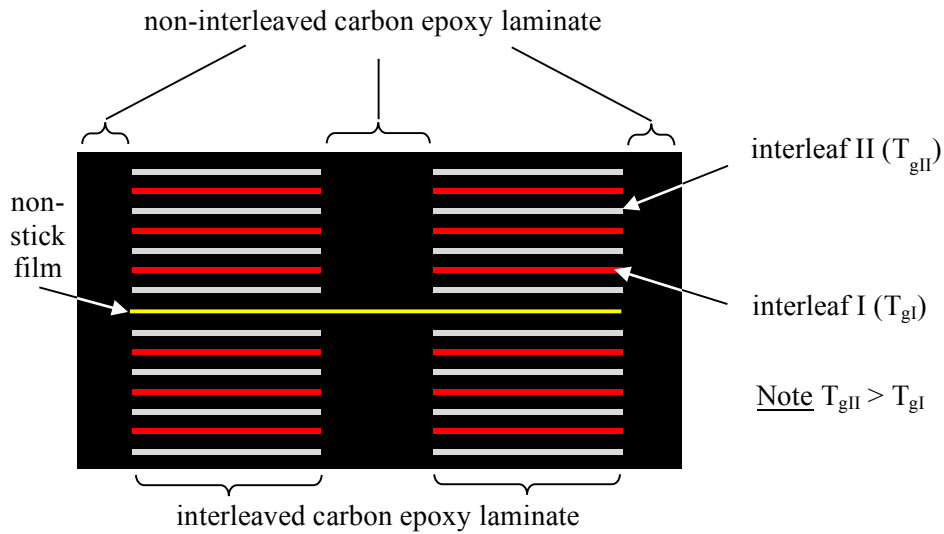 non-interleaved carbon epoxy laminate
interleaf II (TgII)
non-
stick
film
interleaf I (TgI)
Note TgII > TgI
interleaved carbon epoxy laminate